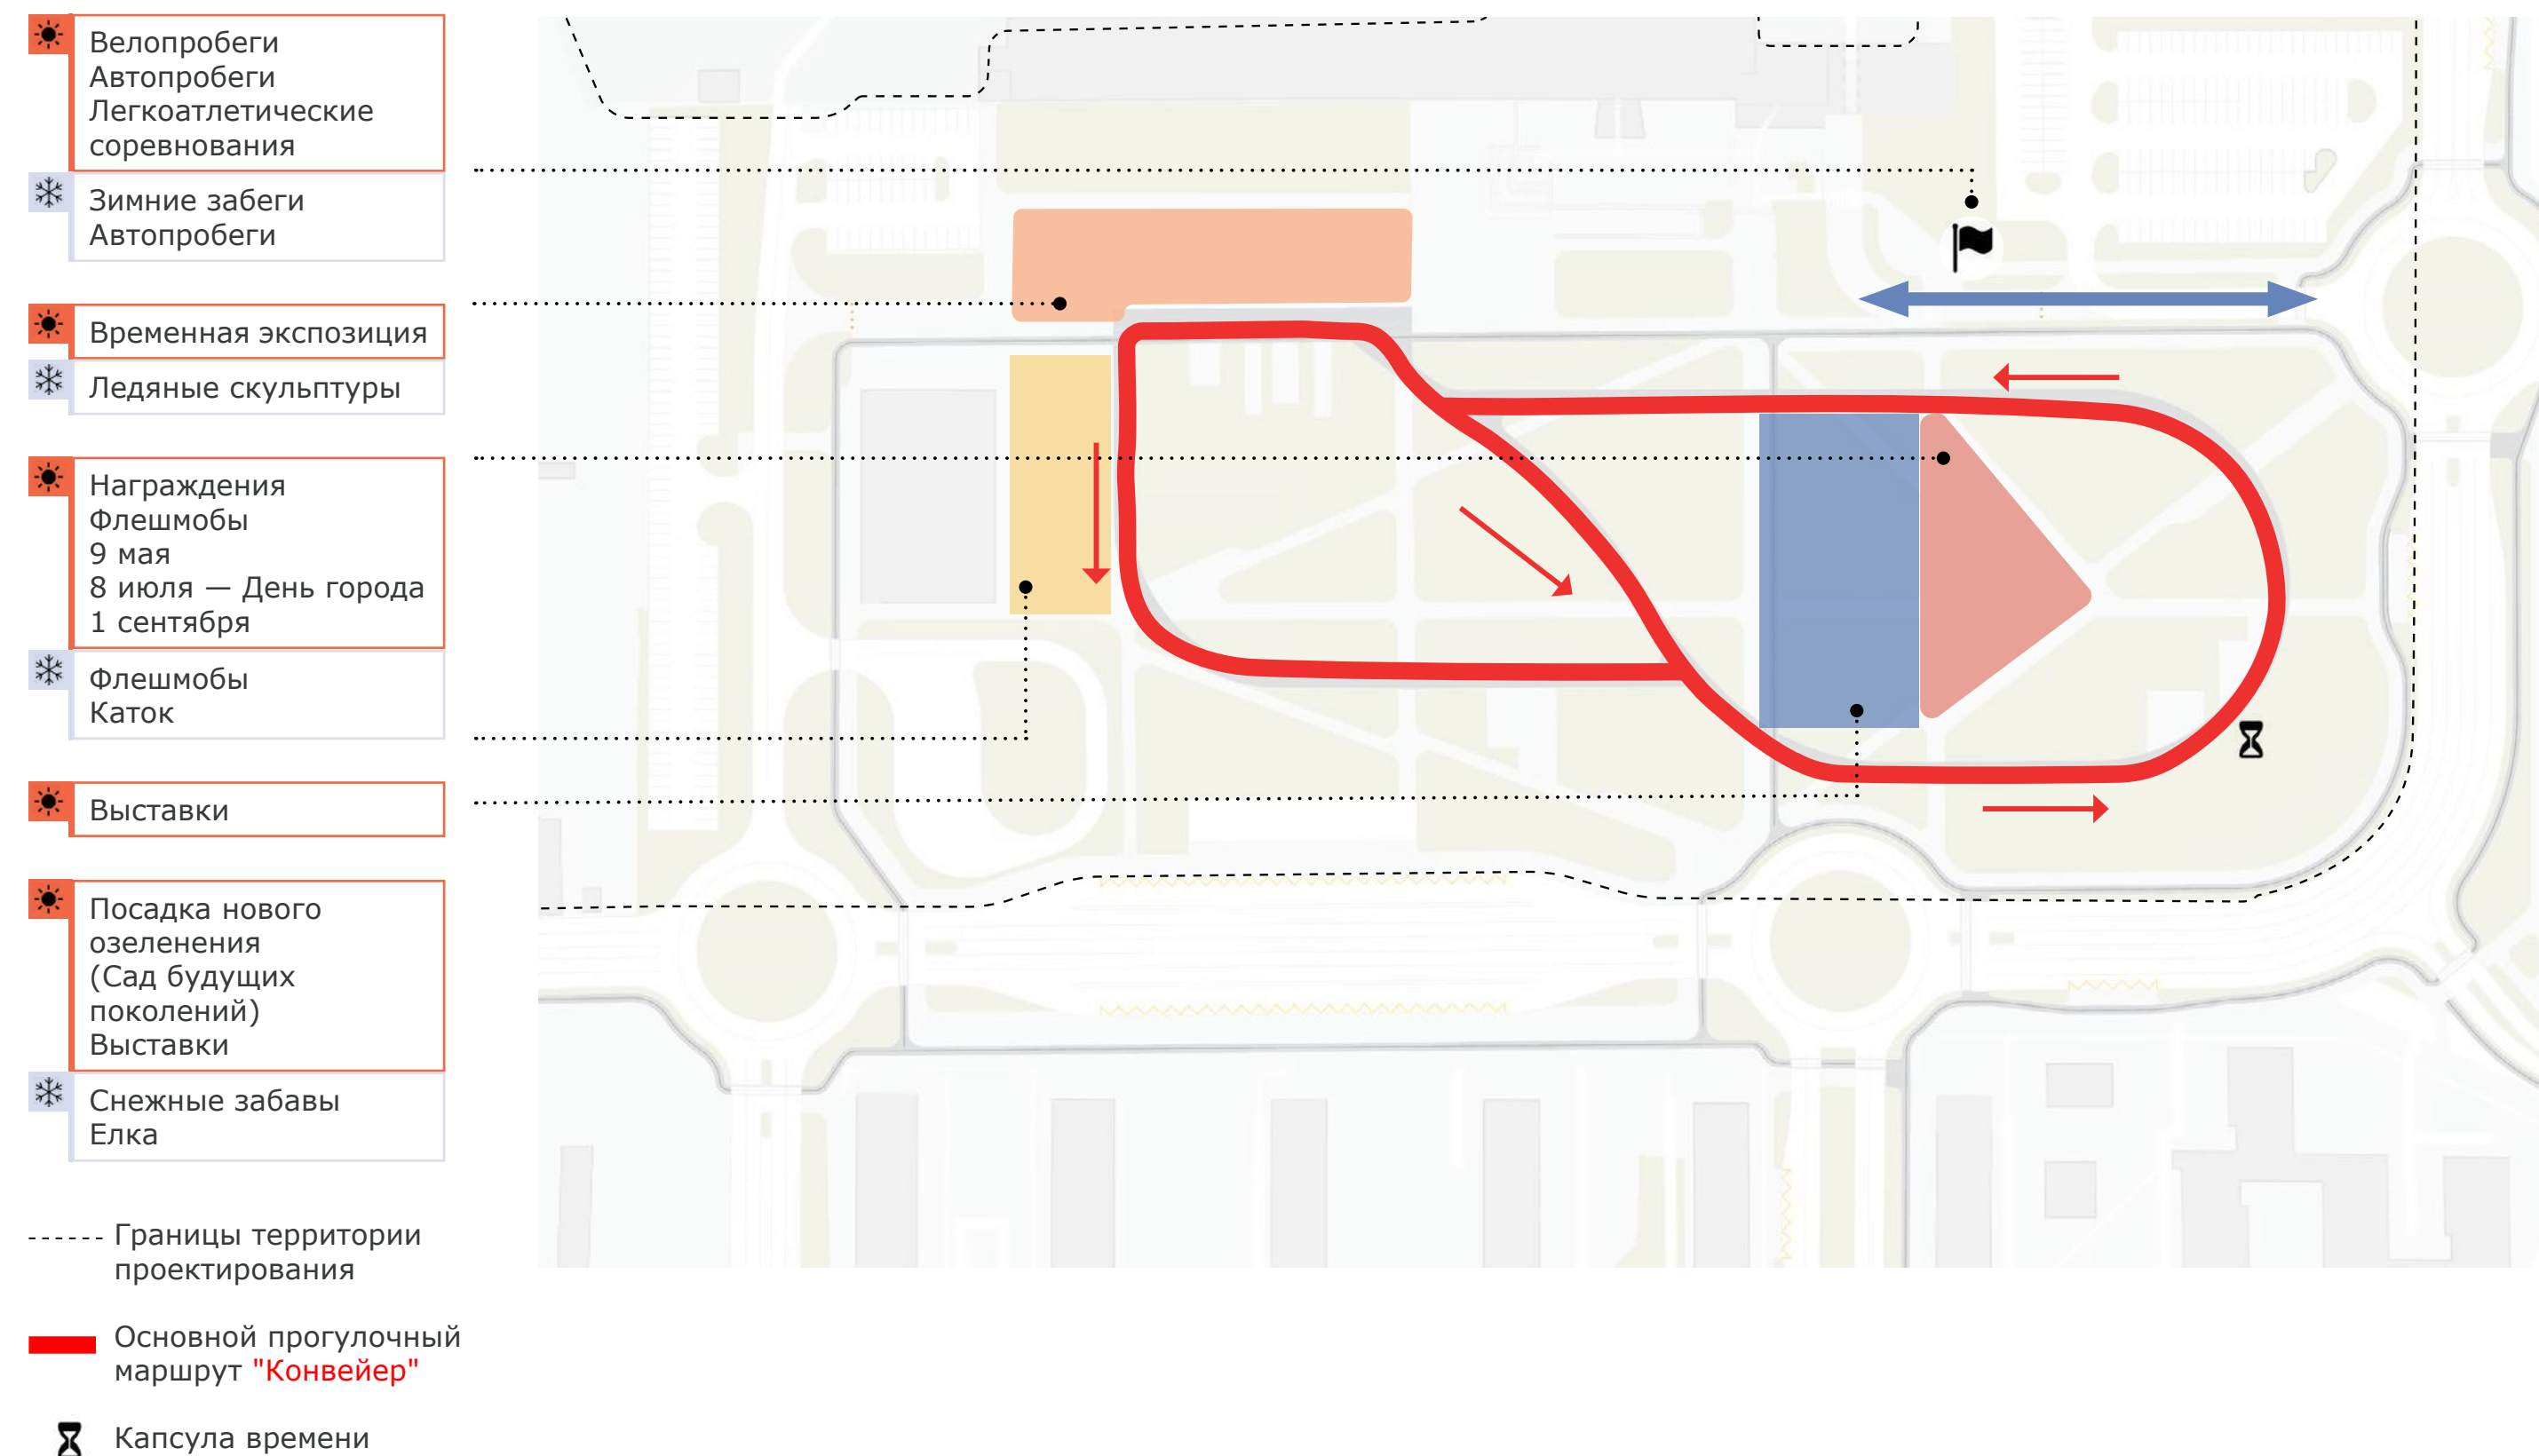 Велопробеги
Автопробеги
Легкоатлетические
соревнования
Зимние забеги
Автопробеги
Временная экспозиция
Ледяные скульптуры
Награждения
Флешмобы
9 мая
8 июля — День города
1 сентября
Флешмобы
Каток
Выставки
Посадка нового
озеленения
(Сад будущих
поколений)
Выставки
Снежные забавы
Елка
Границы территории
проектирования
Основной прогулочный
маршрут "Конвейер"
Капсула времени